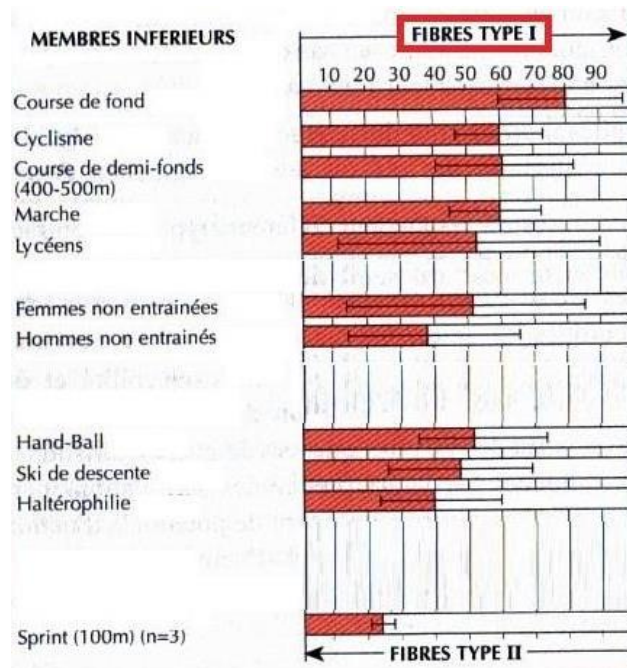 MEMBRES INFERIEURS
FIBRES TYPE I
10 20 30 40 50 60 70 80 90
Course de fond
Cyclisme
Course de demi-fonds
(400-500m)
Marche
Lycéens
Femmes non entrainées
Hommes non entrainés
Hand-Ball
Ski de descente
Haltérophilie
Sprint (100m) (n=3)
FIBRES TYPE II